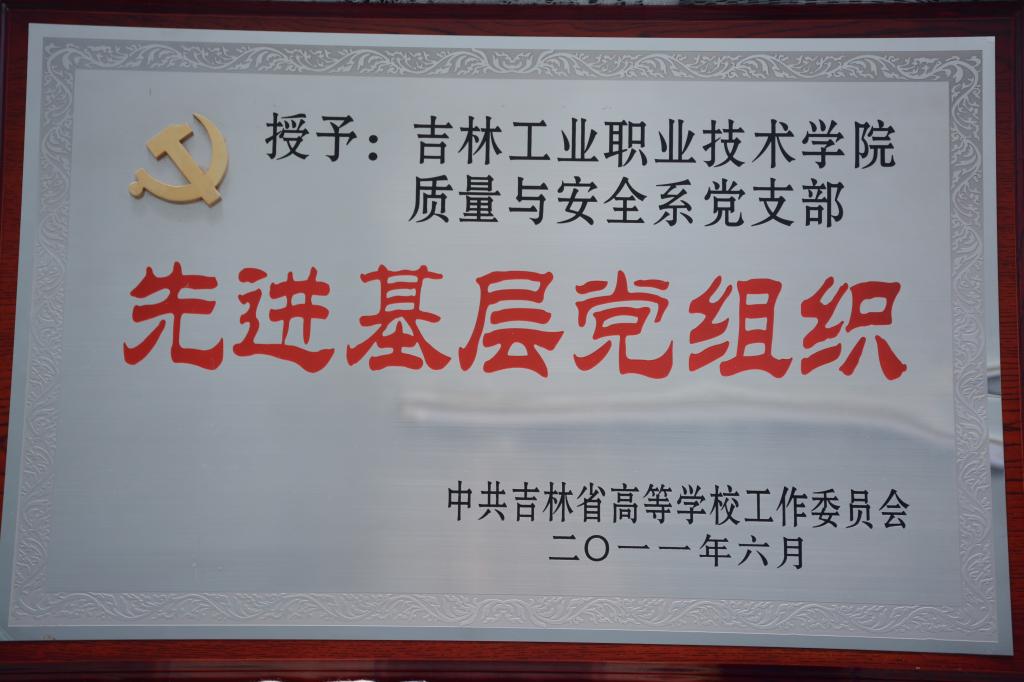 授予：吉林工业职业技术学院
质量与安全系党支部
先进基层党组织
中共吉林省高等学校工作委员会
二〇一一年六月